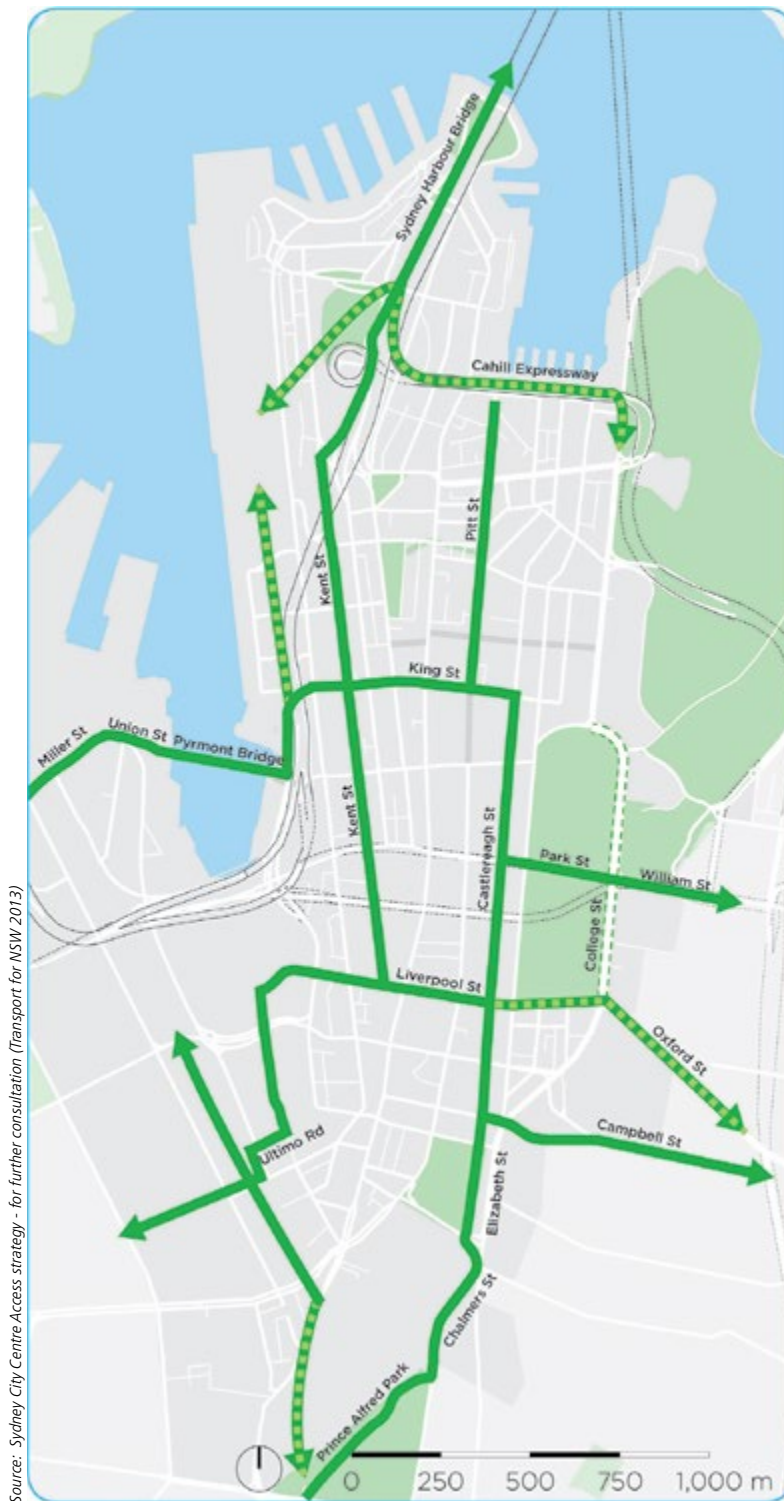 Source: Sydney City Centre Access strategy - for further consultation (Transport for NSW 2013)
Sydney Harbour Bridge
Cahill Expressway
Pitt St
Kent St
King St
Miller St
Union St
Pyrmont Bridge
Kent St
Castlereagh St
Park St
William St
College St
Liverpool St
Oxford St
Ultimo Rd
Campbell St
Elizabeth St
Chalmers St
Prince Alfred Park
0 250 500 750 1,000 m